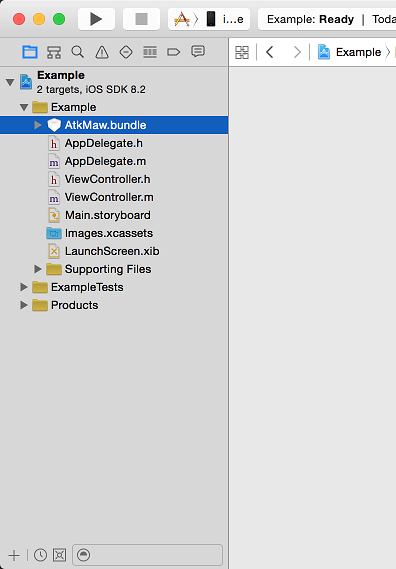 i...e
Example: Ready | Toda
Example
Example
2 targets, iOS SDK 8.2
Example
AtkMaw.bundle
h AppDelegate.h
m AppDelegate.m
h ViewController.h
m ViewController.m
Main.storyboard
Images.xcassets
LaunchScreen.xib
Supporting Files
ExampleTests
Products